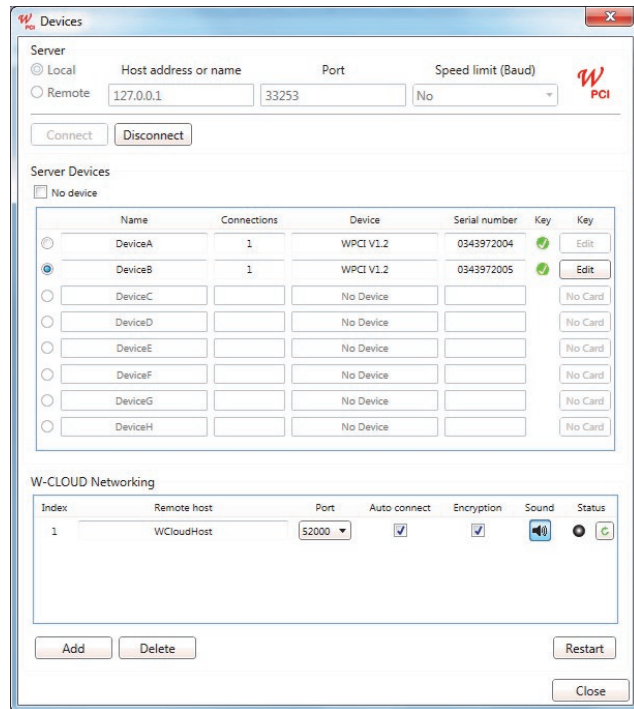 W PCI Devices x
Server
Local Host address or name Port Speed limit (Baud)
Remote 127.0.0.1 33253 No
W PCI
Connect Disconnect
Server Devices
No device
Name Connections Device Serial number Key Key
DeviceA 1 WPCI V1.2 0343972004 Edit
DeviceB 1 WPCI V1.2 0343972005 Edit
DeviceC No Device No Card
DeviceD No Device No Card
DeviceE No Device No Card
DeviceF No Device No Card
DeviceG No Device No Card
DeviceH No Device No Card
W-CLOUD Networking
Index Remote host Port Auto connect Encryption Sound Status
1 WCloudHost 52000
Add Delete Restart
Close